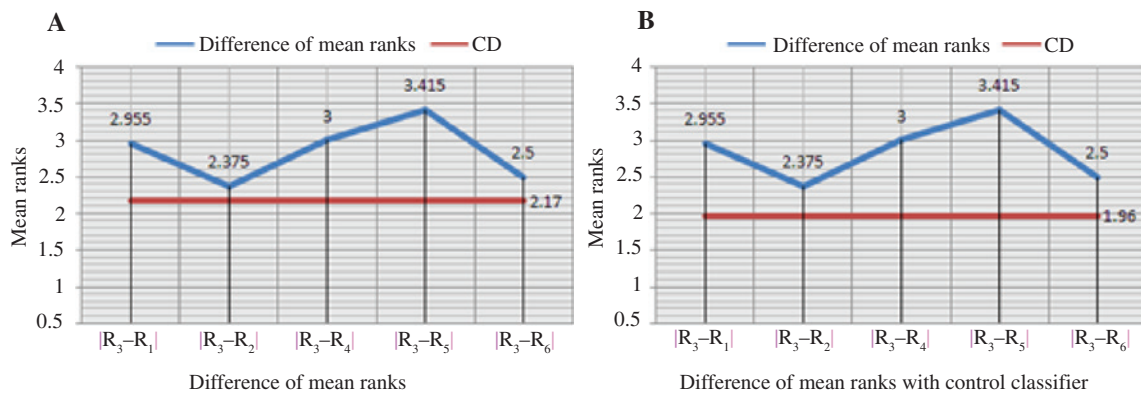 A
Difference of mean ranks CD
4
3.5
3
2.5
2
1.5
1
0.5
Mean ranks
2.955
2.375
3
3.415
2.5
2.17
|R3–R1| |R3–R2| |R3–R4| |R3–R5| |R3–R6|
Difference of mean ranks
B
Difference of mean ranks CD
4
3.5
3
2.5
2
1.5
1
0.5
Mean ranks
2.955
2.375
3
3.415
2.5
1.96
|R3–R1| |R3–R2| |R3–R4| |R3–R5| |R3–R6|
Difference of mean ranks with control classifier